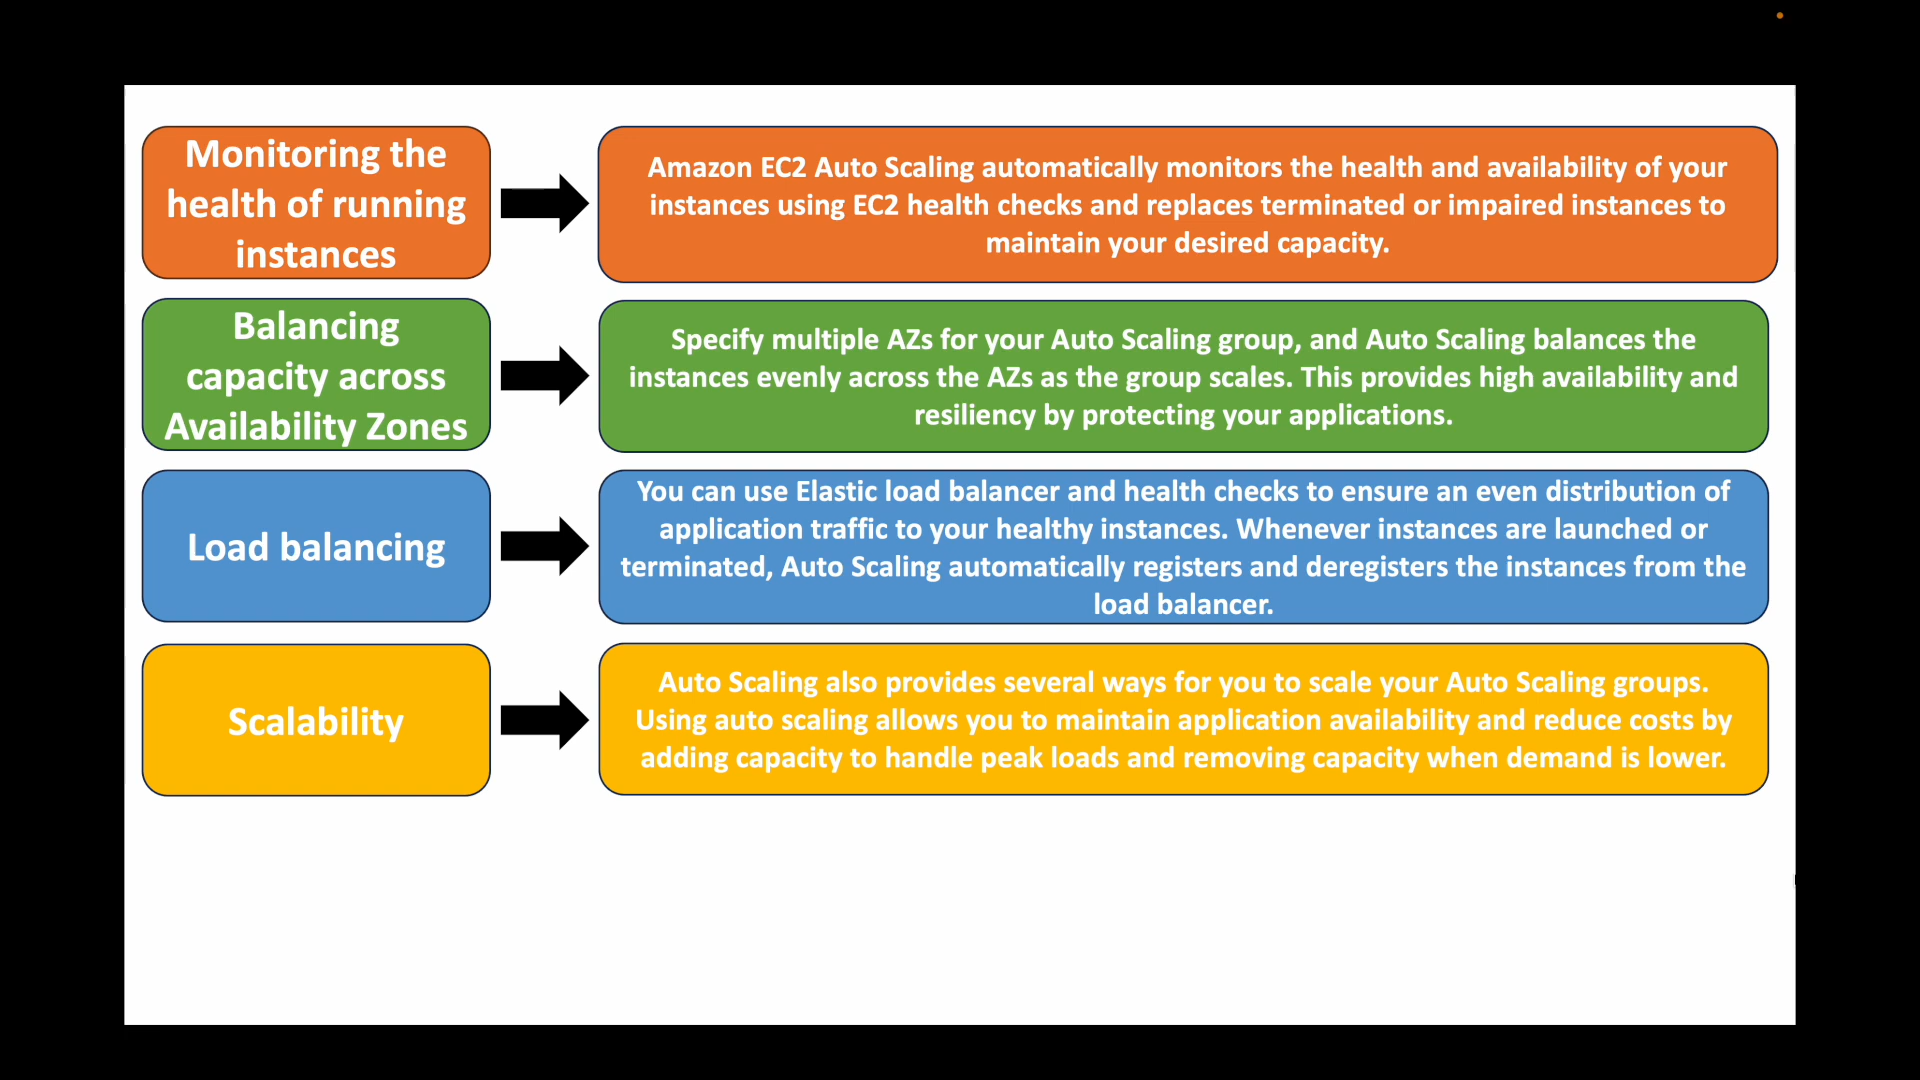 Monitoring the
health of running
instances
Amazon EC2 Auto Scaling automatically monitors the health and availability of your
instances using EC2 health checks and replaces terminated or impaired instances to
maintain your desired capacity.
Balancing
capacity across
Availability Zones
Specify multiple AZs for your Auto Scaling group, and Auto Scaling balances the
instances evenly across the AZs as the group scales. This provides high availability and
resiliency by protecting your applications.
Load balancing
You can use Elastic load balancer and health checks to ensure an even distribution of
application traffic to your healthy instances. Whenever instances are launched or
terminated, Auto Scaling automatically registers and deregisters the instances from the
load balancer.
Scalability
Auto Scaling also provides several ways for you to scale your Auto Scaling groups.
Using auto scaling allows you to maintain application availability and reduce costs by
adding capacity to handle peak loads and removing capacity when demand is lower.